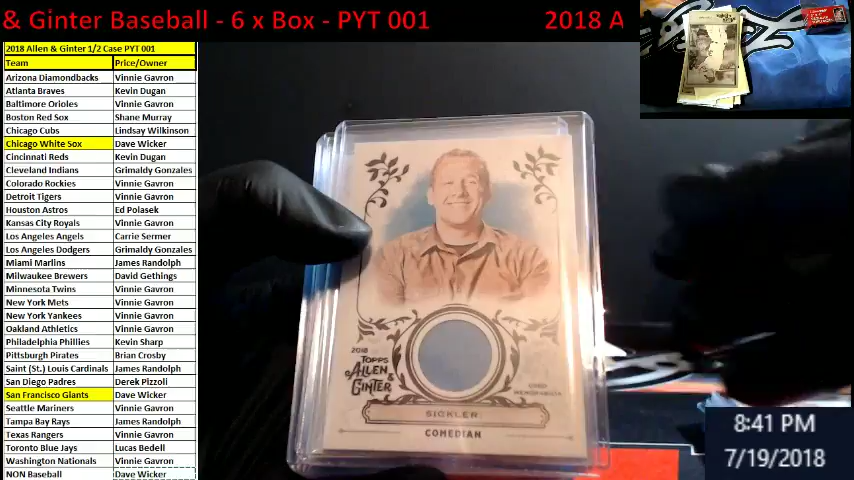 & Ginter Baseball - 6 x Box - PYT 001
2018 A
2018 Allen & Ginter 1/2 Case PYT 001
Team Price/Owner
Arizona Diamondbacks Vinnie Gavron
Atlanta Braves Kevin Dugan
Baltimore Orioles Vinnie Gavron
Boston Red Sox Shane Murray
Chicago Cubs Lindsay Wilkinson
Chicago White Sox Dave Wicker
Cincinnati Reds Kevin Dugan
Cleveland Indians Grimaldy Gonzales
Colorado Rockies Vinnie Gavron
Detroit Tigers Vinnie Gavron
Houston Astros Ed Polasek
Kansas City Royals Vinnie Gavron
Los Angeles Angels Carrie Sermer
Los Angeles Dodgers Grimaldy Gonzales
Miami Marlins James Randolph
Milwaukee Brewers David Gethings
Minnesota Twins Vinnie Gavron
New York Mets Vinnie Gavron
New York Yankees Vinnie Gavron
Oakland Athletics Vinnie Gavron
Philadelphia Phillies Kevin Sharp
Pittsburgh Pirates Brian Crosby
Saint (St.) Louis Cardinals James Randolph
San Diego Padres Derek Pizzoli
San Francisco Giants Dave Wicker
Seattle Mariners Vinnie Gavron
Tampa Bay Rays James Randolph
Texas Rangers Vinnie Gavron
Toronto Blue Jays Lucas Bedell
Washington Nationals Vinnie Gavron
NON Baseball Dave Wicker
2018
TOPPS
ALLEN &
GINTER
MEMORABILIA
SICKLER
COMEDIAN
8:41 PM
7/19/2018